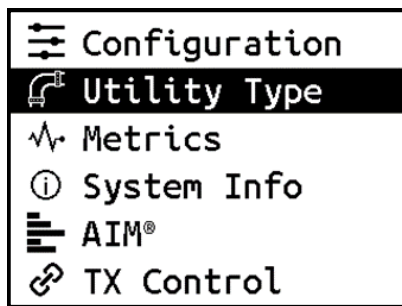 Configuration
Utility Type
Metrics
System Info
AIM®
TX Control